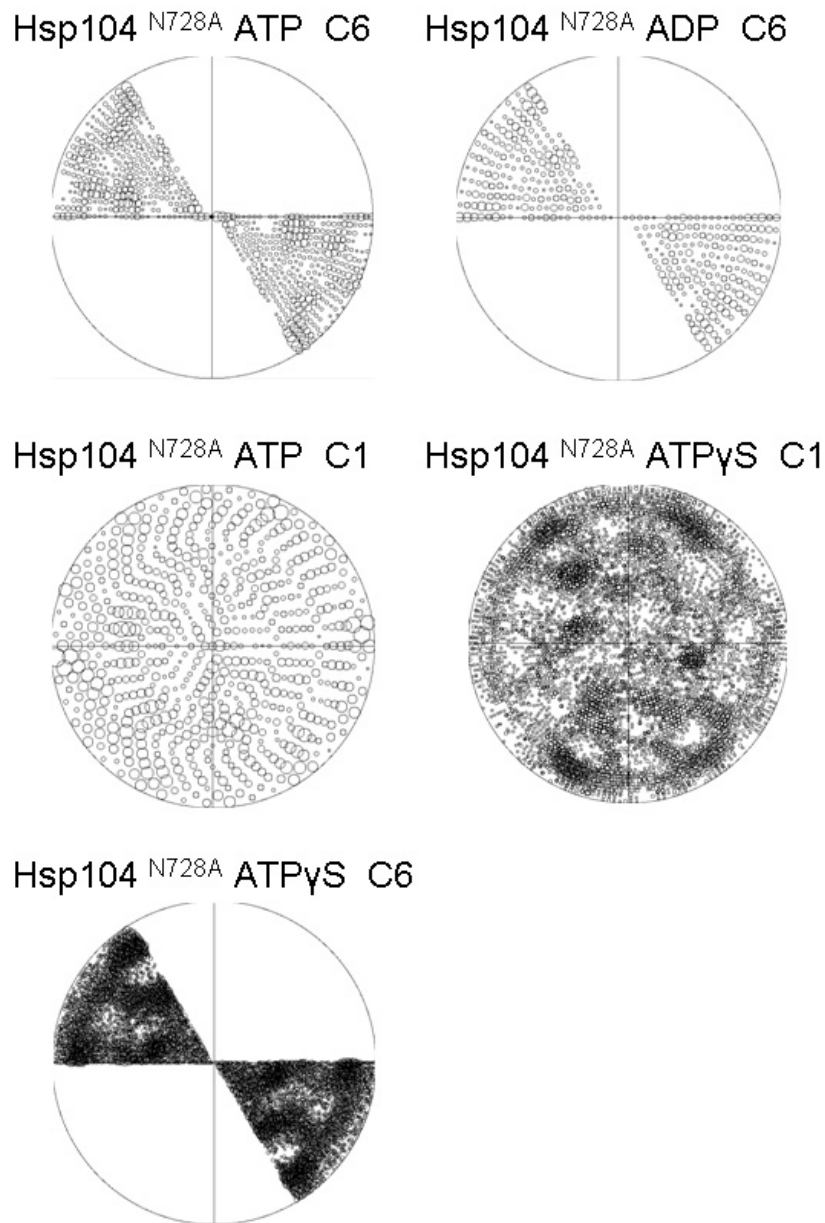 Hsp104 N728A ATP C6
Hsp104 N728A ADP C6
Hsp104 N728A ATP C1
Hsp104 N728A ATPγS C1
Hsp104 N728A ATPγS C6